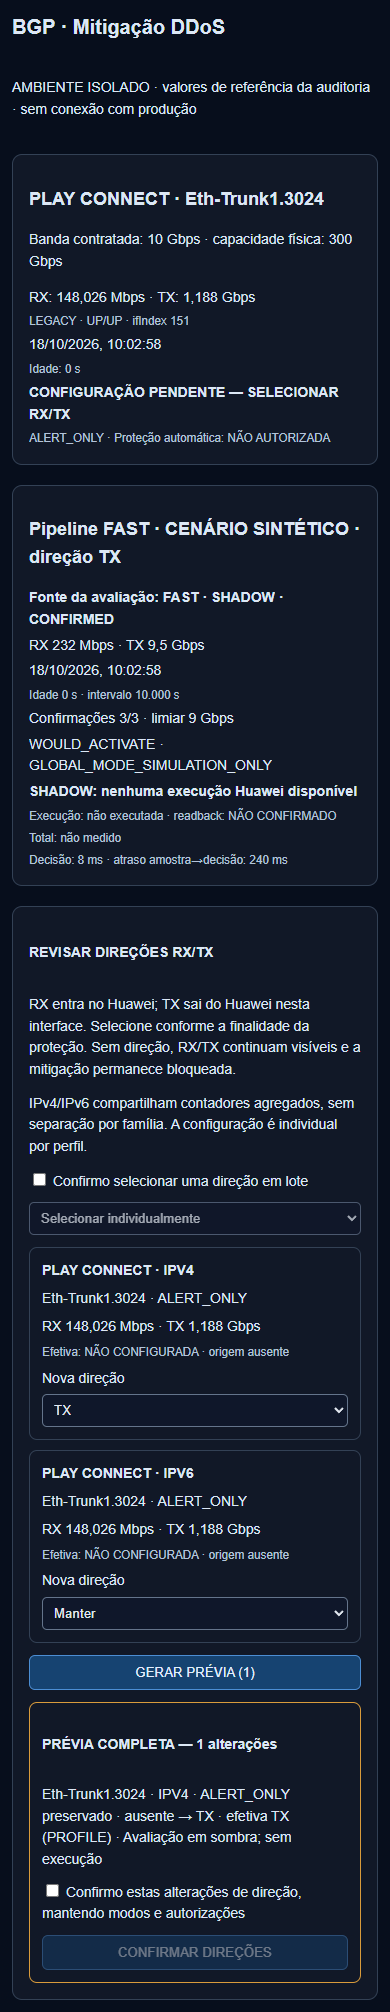 BGP · Mitigação DDoS
AMBIENTE ISOLADO · valores de referência da auditoria
· sem conexão com produção
PLAY CONNECT · Eth-Trunk1.3024
Banda contratada: 10 Gbps · capacidade física: 300
Gbps
RX: 148,026 Mbps · TX: 1,188 Gbps
LEGACY · UP/UP · ifIndex 151
18/10/2026, 10:02:58
Idade: 0 s
CONFIGURAÇÃO PENDENTE — SELECIONAR
RX/TX
ALERT_ONLY · Proteção automática: NÃO AUTORIZADA
Pipeline FAST · CENÁRIO SINTÉTICO ·
direção TX
Fonte da avaliação: FAST · SHADOW ·
CONFIRMED
RX 232 Mbps · TX 9,5 Gbps
18/10/2026, 10:02:58
Idade 0 s · intervalo 10.000 s
Confirmações 3/3 · limiar 9 Gbps
WOULD_ACTIVATE ·
GLOBAL_MODE_SIMULATION_ONLY
SHADOW: nenhuma execução Huawei disponível
Execução: não executada · readback: NÃO CONFIRMADO
Total: não medido
Decisão: 8 ms · atraso amostra→decisão: 240 ms
REVISAR DIREÇÕES RX/TX
RX entra no Huawei; TX sai do Huawei nesta
interface. Selecione conforme a finalidade da
proteção. Sem direção, RX/TX continuam visíveis e a
mitigação permanece bloqueada.
IPv4/IPv6 compartilham contadores agregados, sem
separação por família. A configuração é individual
por perfil.
Confirmo selecionar uma direção em lote
Selecionar individualmente
PLAY CONNECT · IPV4
Eth-Trunk1.3024 · ALERT_ONLY
RX 148,026 Mbps · TX 1,188 Gbps
Efetiva: NÃO CONFIGURADA · origem ausente
Nova direção
TX
PLAY CONNECT · IPV6
Eth-Trunk1.3024 · ALERT_ONLY
RX 148,026 Mbps · TX 1,188 Gbps
Efetiva: NÃO CONFIGURADA · origem ausente
Nova direção
Manter
GERAR PRÉVIA (1)
PRÉVIA COMPLETA — 1 alterações
Eth-Trunk1.3024 · IPV4 · ALERT_ONLY
preservado · ausente → TX · efetiva TX
(PROFILE) · Avaliação em sombra; sem
execução
Confirmo estas alterações de direção,
mantendo modos e autorizações
CONFIRMAR DIREÇÕES